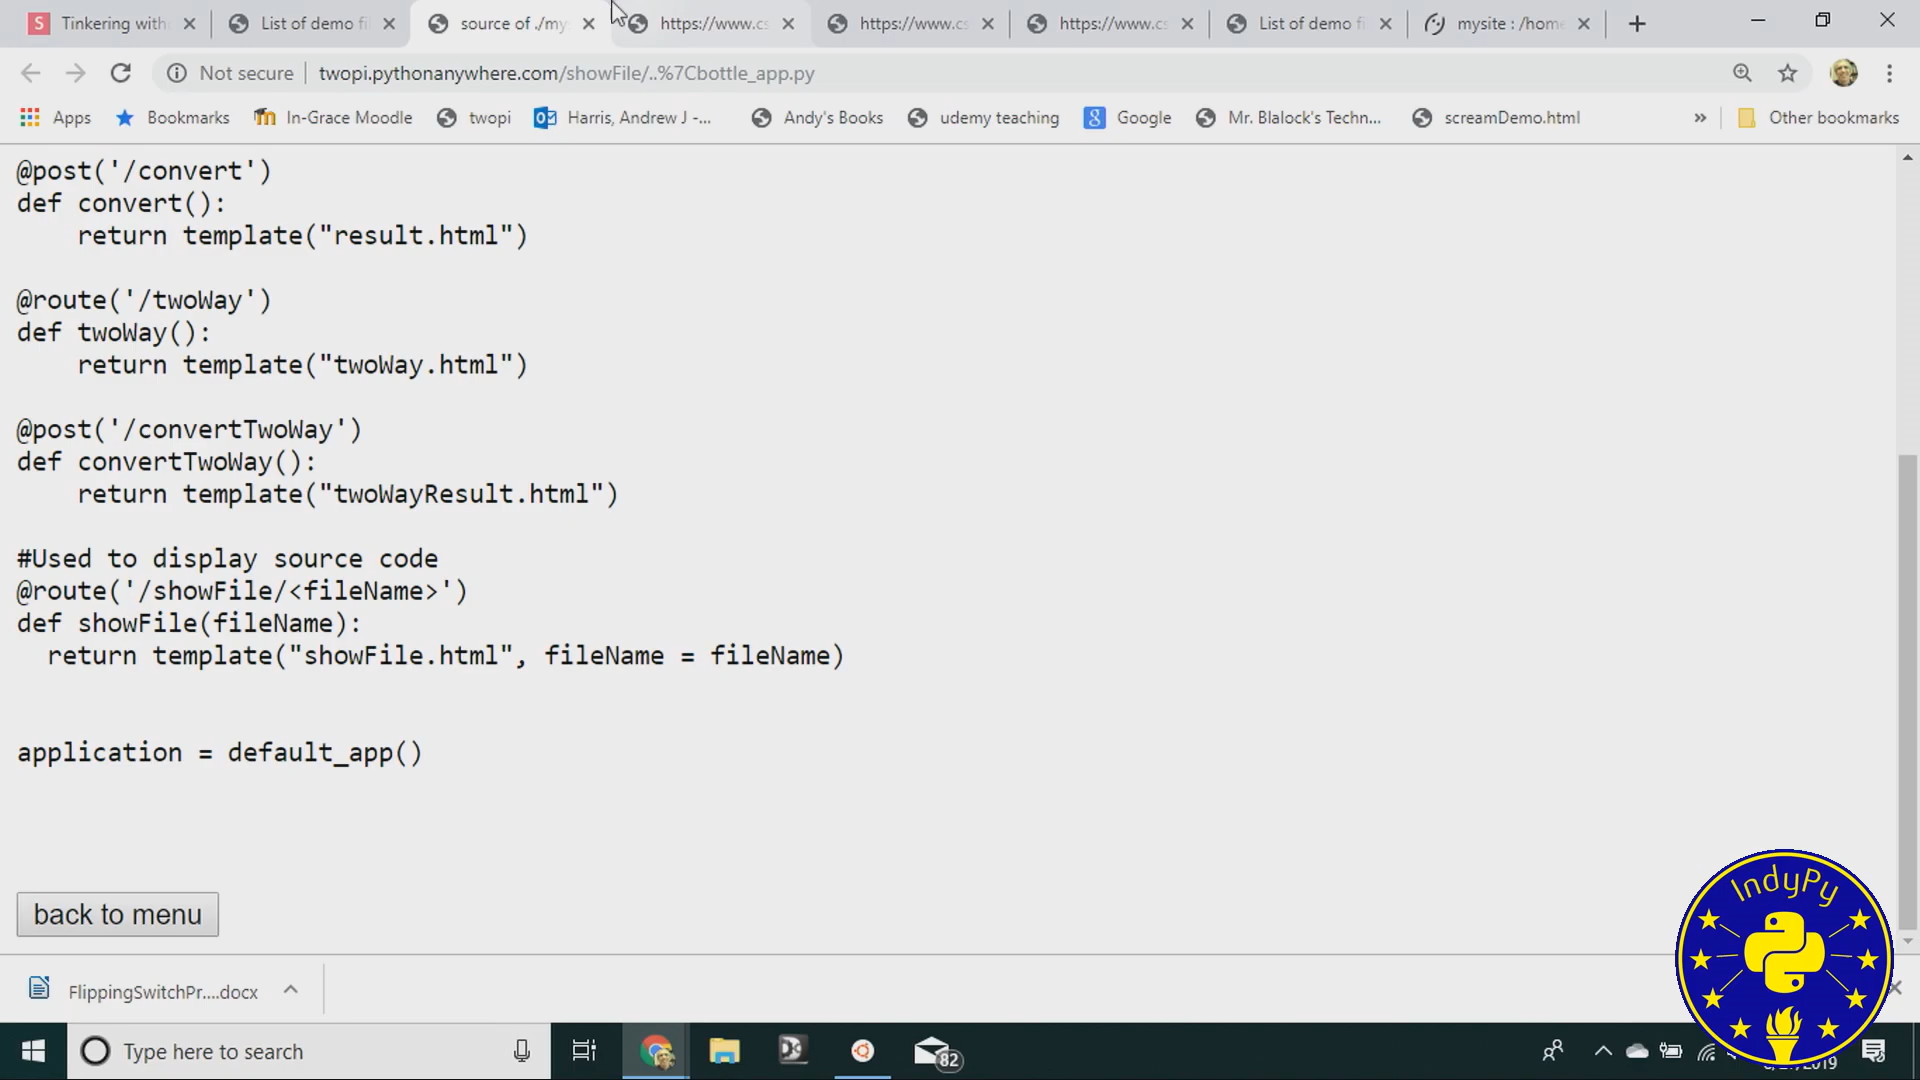 Tinkering with
List of demo fi
source of ./my
https://www.cs
https://www.cs
https://www.cs
List of demo fi
mysite : /home
Not secure
twopi.pythonanywhere.com/showFile/..%7Cbottle_app.py
Apps
Bookmarks
In-Grace Moodle
twopi
Harris, Andrew J -...
Andy's Books
udemy teaching
Google
Mr. Blalock's Techn...
screamDemo.html
»
Other bookmarks
@post('/convert')
def convert():
    return template("result.html")
@route('/twoWay')
def twoWay():
    return template("twoWay.html")
@post('/convertTwoWay')
def convertTwoWay():
    return template("twoWayResult.html")
#Used to display source code
@route('/showFile/<fileName>')
def showFile(fileName):
  return template("showFile.html", fileName = fileName)
application = default_app()
back to menu
IndyPy
FlippingSwitchPr....docx
Type here to search
82